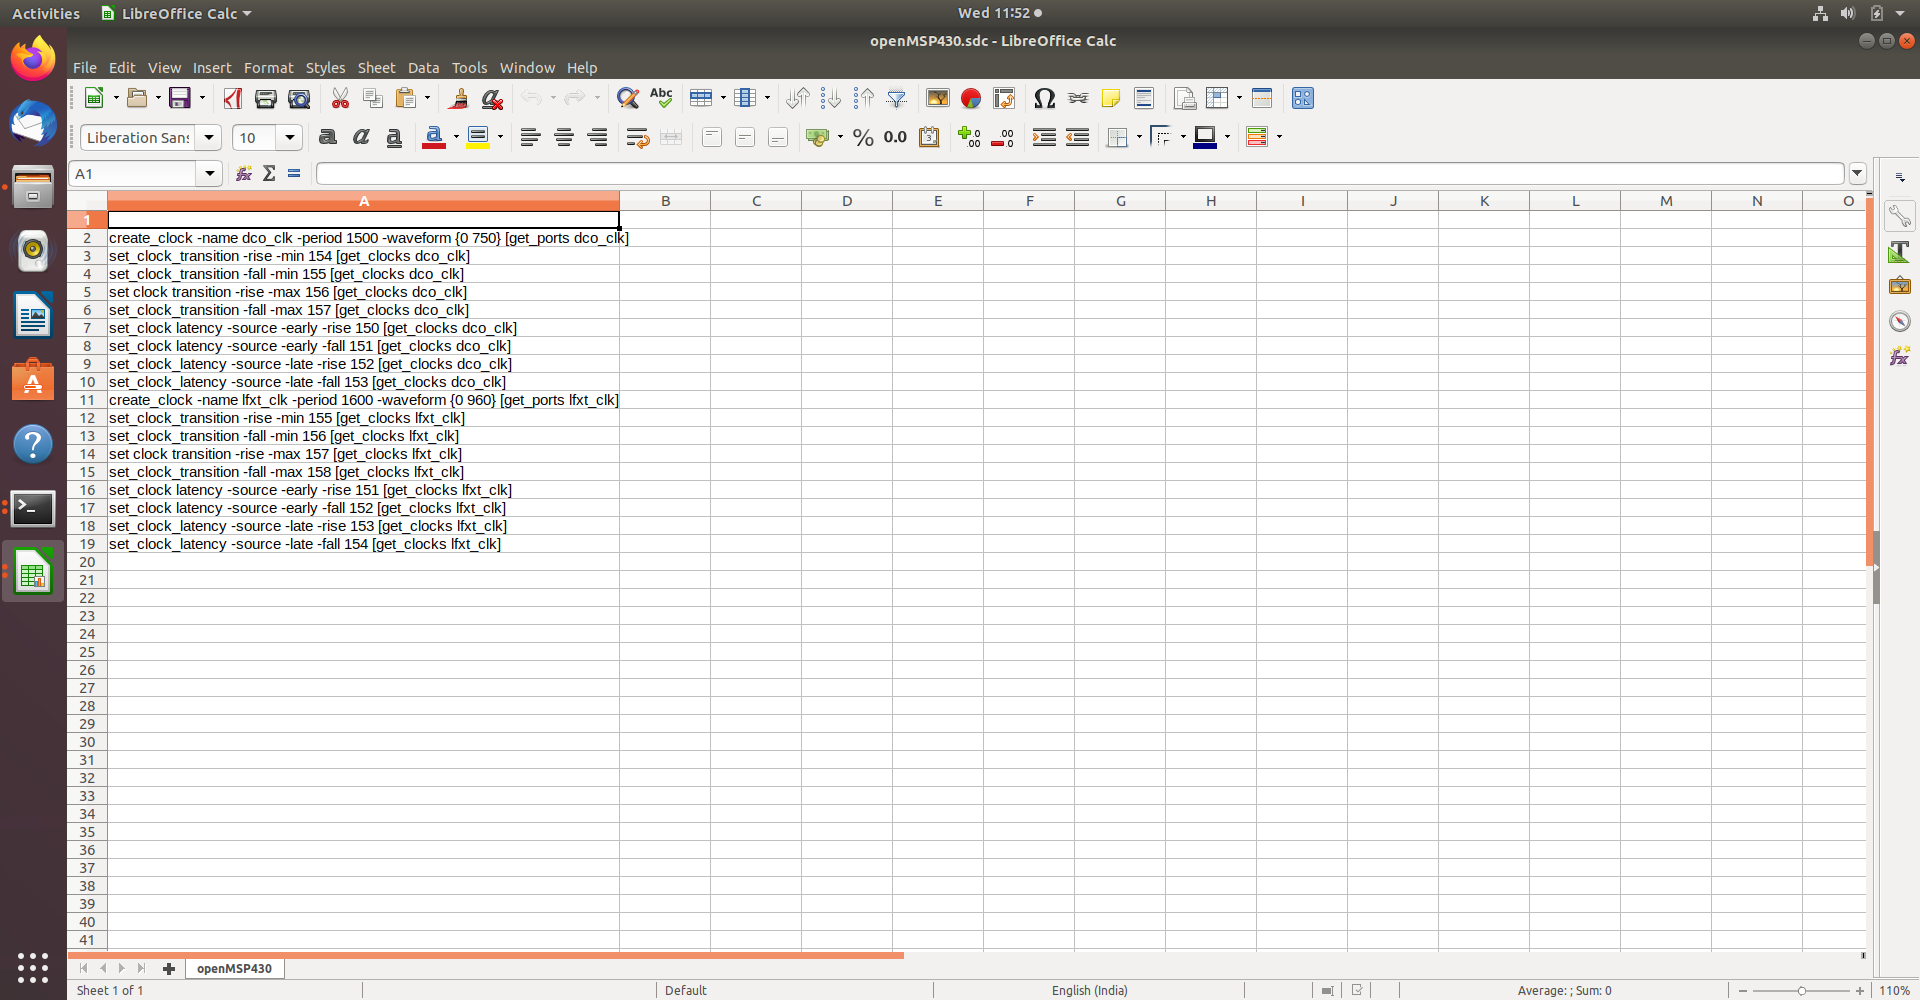 Activities LibreOffice Calc Wed 11:52
openMSP430.sdc - LibreOffice Calc
File Edit View Insert Format Styles Sheet Data Tools Window Help
Liberation Sans 10
A1
A B C D E F G H I J K L M N O
1
2 create_clock -name dco_clk -period 1500 -waveform {0 750} [get_ports dco_clk]
3 set_clock_transition -rise -min 154 [get_clocks dco_clk]
4 set_clock_transition -fall -min 155 [get_clocks dco_clk]
5 set clock transition -rise -max 156 [get_clocks dco_clk]
6 set_clock_transition -fall -max 157 [get_clocks dco_clk]
7 set_clock latency -source -early -rise 150 [get_clocks dco_clk]
8 set_clock latency -source -early -fall 151 [get_clocks dco_clk]
9 set_clock_latency -source -late -rise 152 [get_clocks dco_clk]
10 set_clock_latency -source -late -fall 153 [get_clocks dco_clk]
11 create_clock -name lfxt_clk -period 1600 -waveform {0 960} [get_ports lfxt_clk]
12 set_clock_transition -rise -min 155 [get_clocks lfxt_clk]
13 set_clock_transition -fall -min 156 [get_clocks lfxt_clk]
14 set clock transition -rise -max 157 [get_clocks lfxt_clk]
15 set_clock_transition -fall -max 158 [get_clocks lfxt_clk]
16 set_clock latency -source -early -rise 151 [get_clocks lfxt_clk]
17 set_clock latency -source -early -fall 152 [get_clocks lfxt_clk]
18 set_clock_latency -source -late -rise 153 [get_clocks lfxt_clk]
19 set_clock_latency -source -late -fall 154 [get_clocks lfxt_clk]
20
21
22
23
24
25
26
27
28
29
30
31
32
33
34
35
36
37
38
39
40
41
openMSP430
Sheet 1 of 1 Default English (India) Average: ; Sum: 0 110%